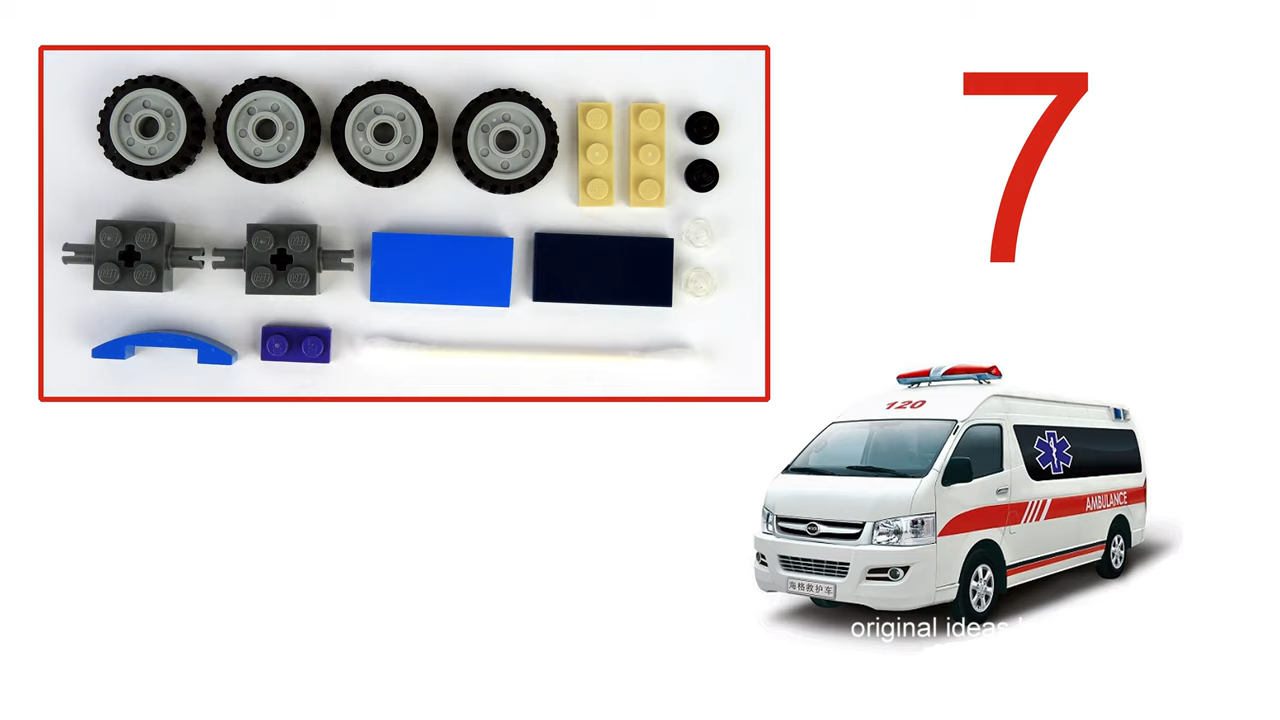 7
120
AMBULANCE
海格救护车
original ideas